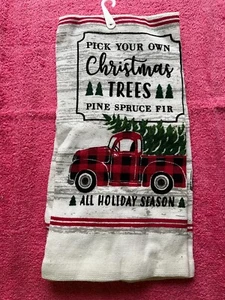 PICK YOUR OWN
Christmas
TREES
PINE SPRUCE FIR
ALL HOLIDAY SEASON